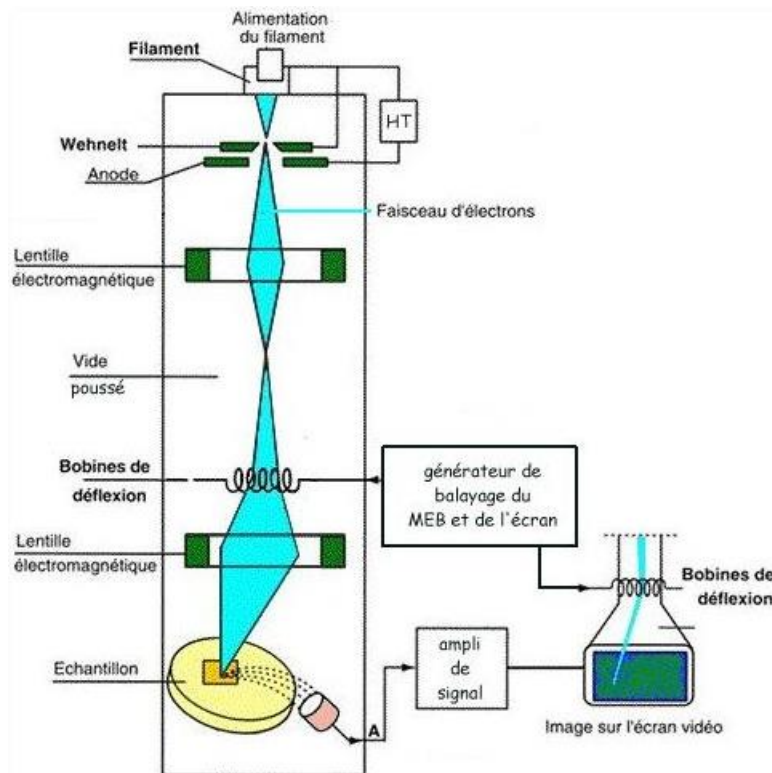 Alimentation
du filament
Filament
HT
Wehnelt
Anode
Faisceau d'électrons
Lentille
électromagnétique
Vide
poussé
Bobines de
déflexion
générateur de
balayage du
MEB et de l'écran
Lentille
électromagnétique
Bobines de
déflexion
Echantillon
ampli
de
signal
A
Image sur l'écran vidéo